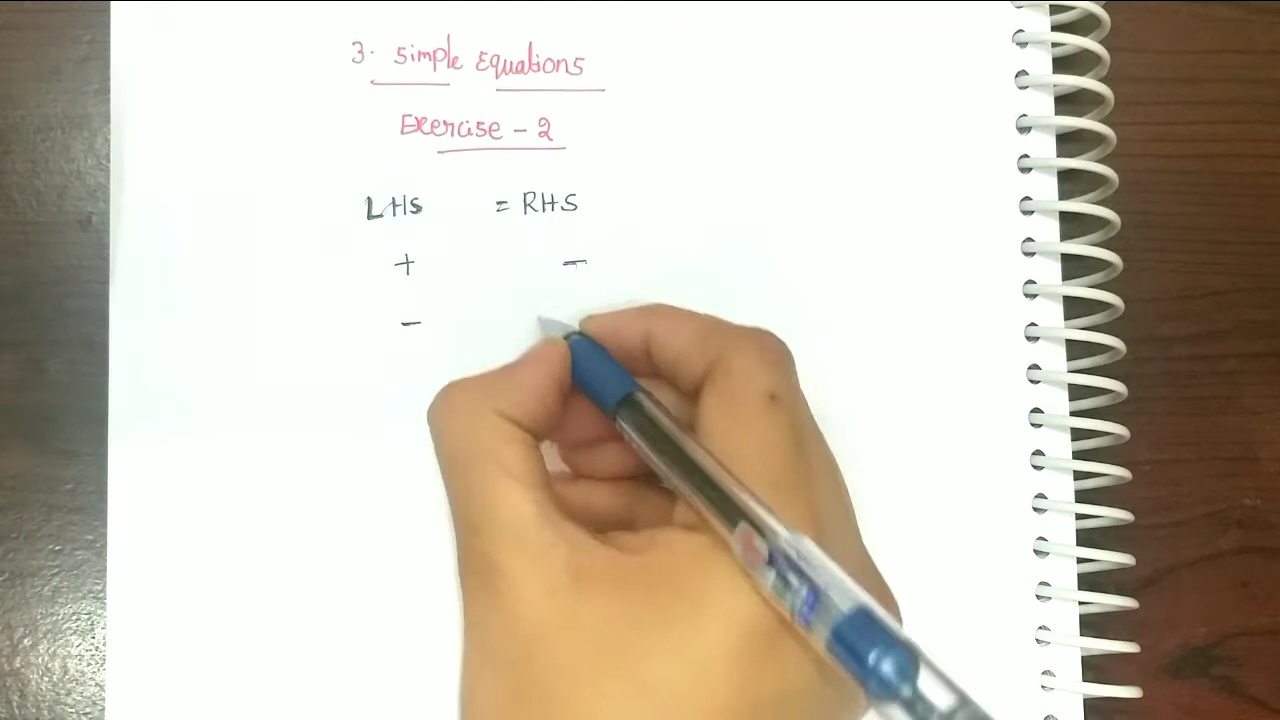 3. Simple Equations
Exercise - 2
LHS = RHS
+ -
-